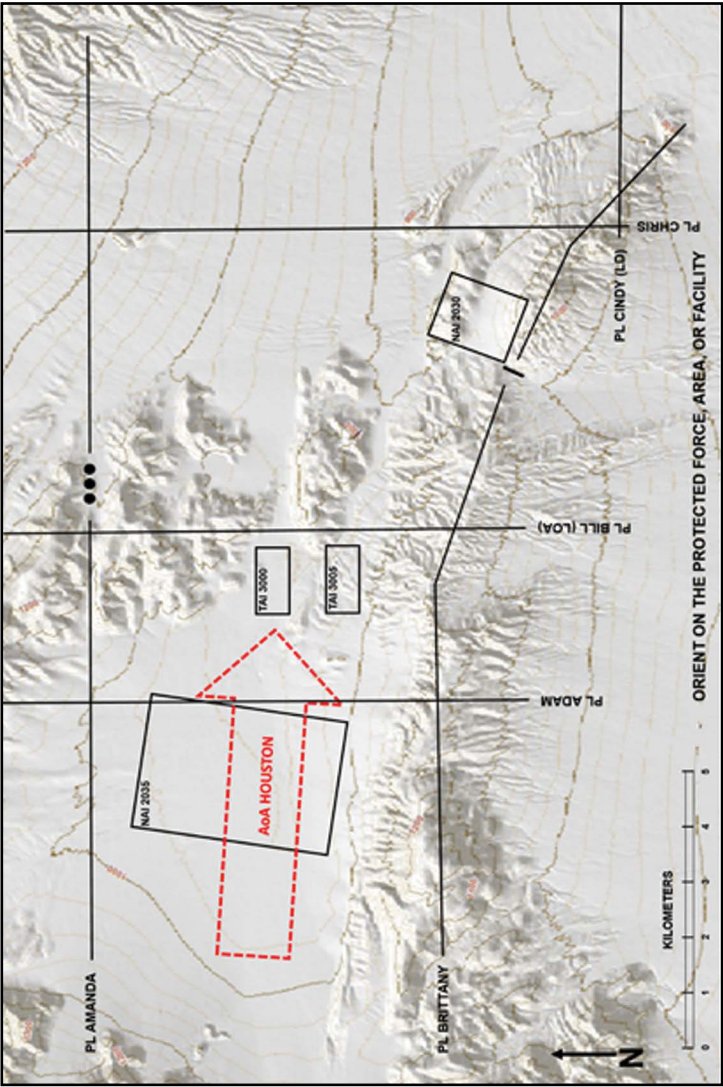 PL AMANDA
1200
1000
NAI 2035
AoA HOUSTON
TAI 3000
TAI 3005
PL BRITTANY
NAI 2030
PL ADAM
PL BILL (LOA)
PL CINDY (LD)
PL CHRIS
N
KILOMETERS
0 1 2 3 4 5
ORIENT ON THE PROTECTED FORCE, AREA, OR FACILITY